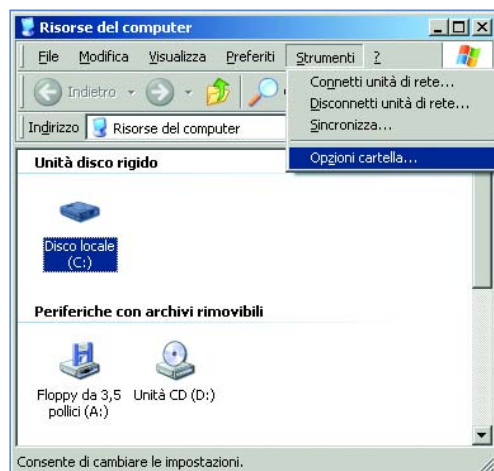 Risorse del computer
File Modifica Visualizza Preferiti Strumenti ?
Indietro
Connetti unità di rete...
Disconnetti unità di rete...
Sincronizza...
Opzioni cartella...
Indirizzo Risorse del computer
Unità disco rigido
Disco locale
(C:)
Periferiche con archivi rimovibili
Floppy da 3,5
pollici (A:)
Unità CD (D:)
Consente di cambiare le impostazioni.